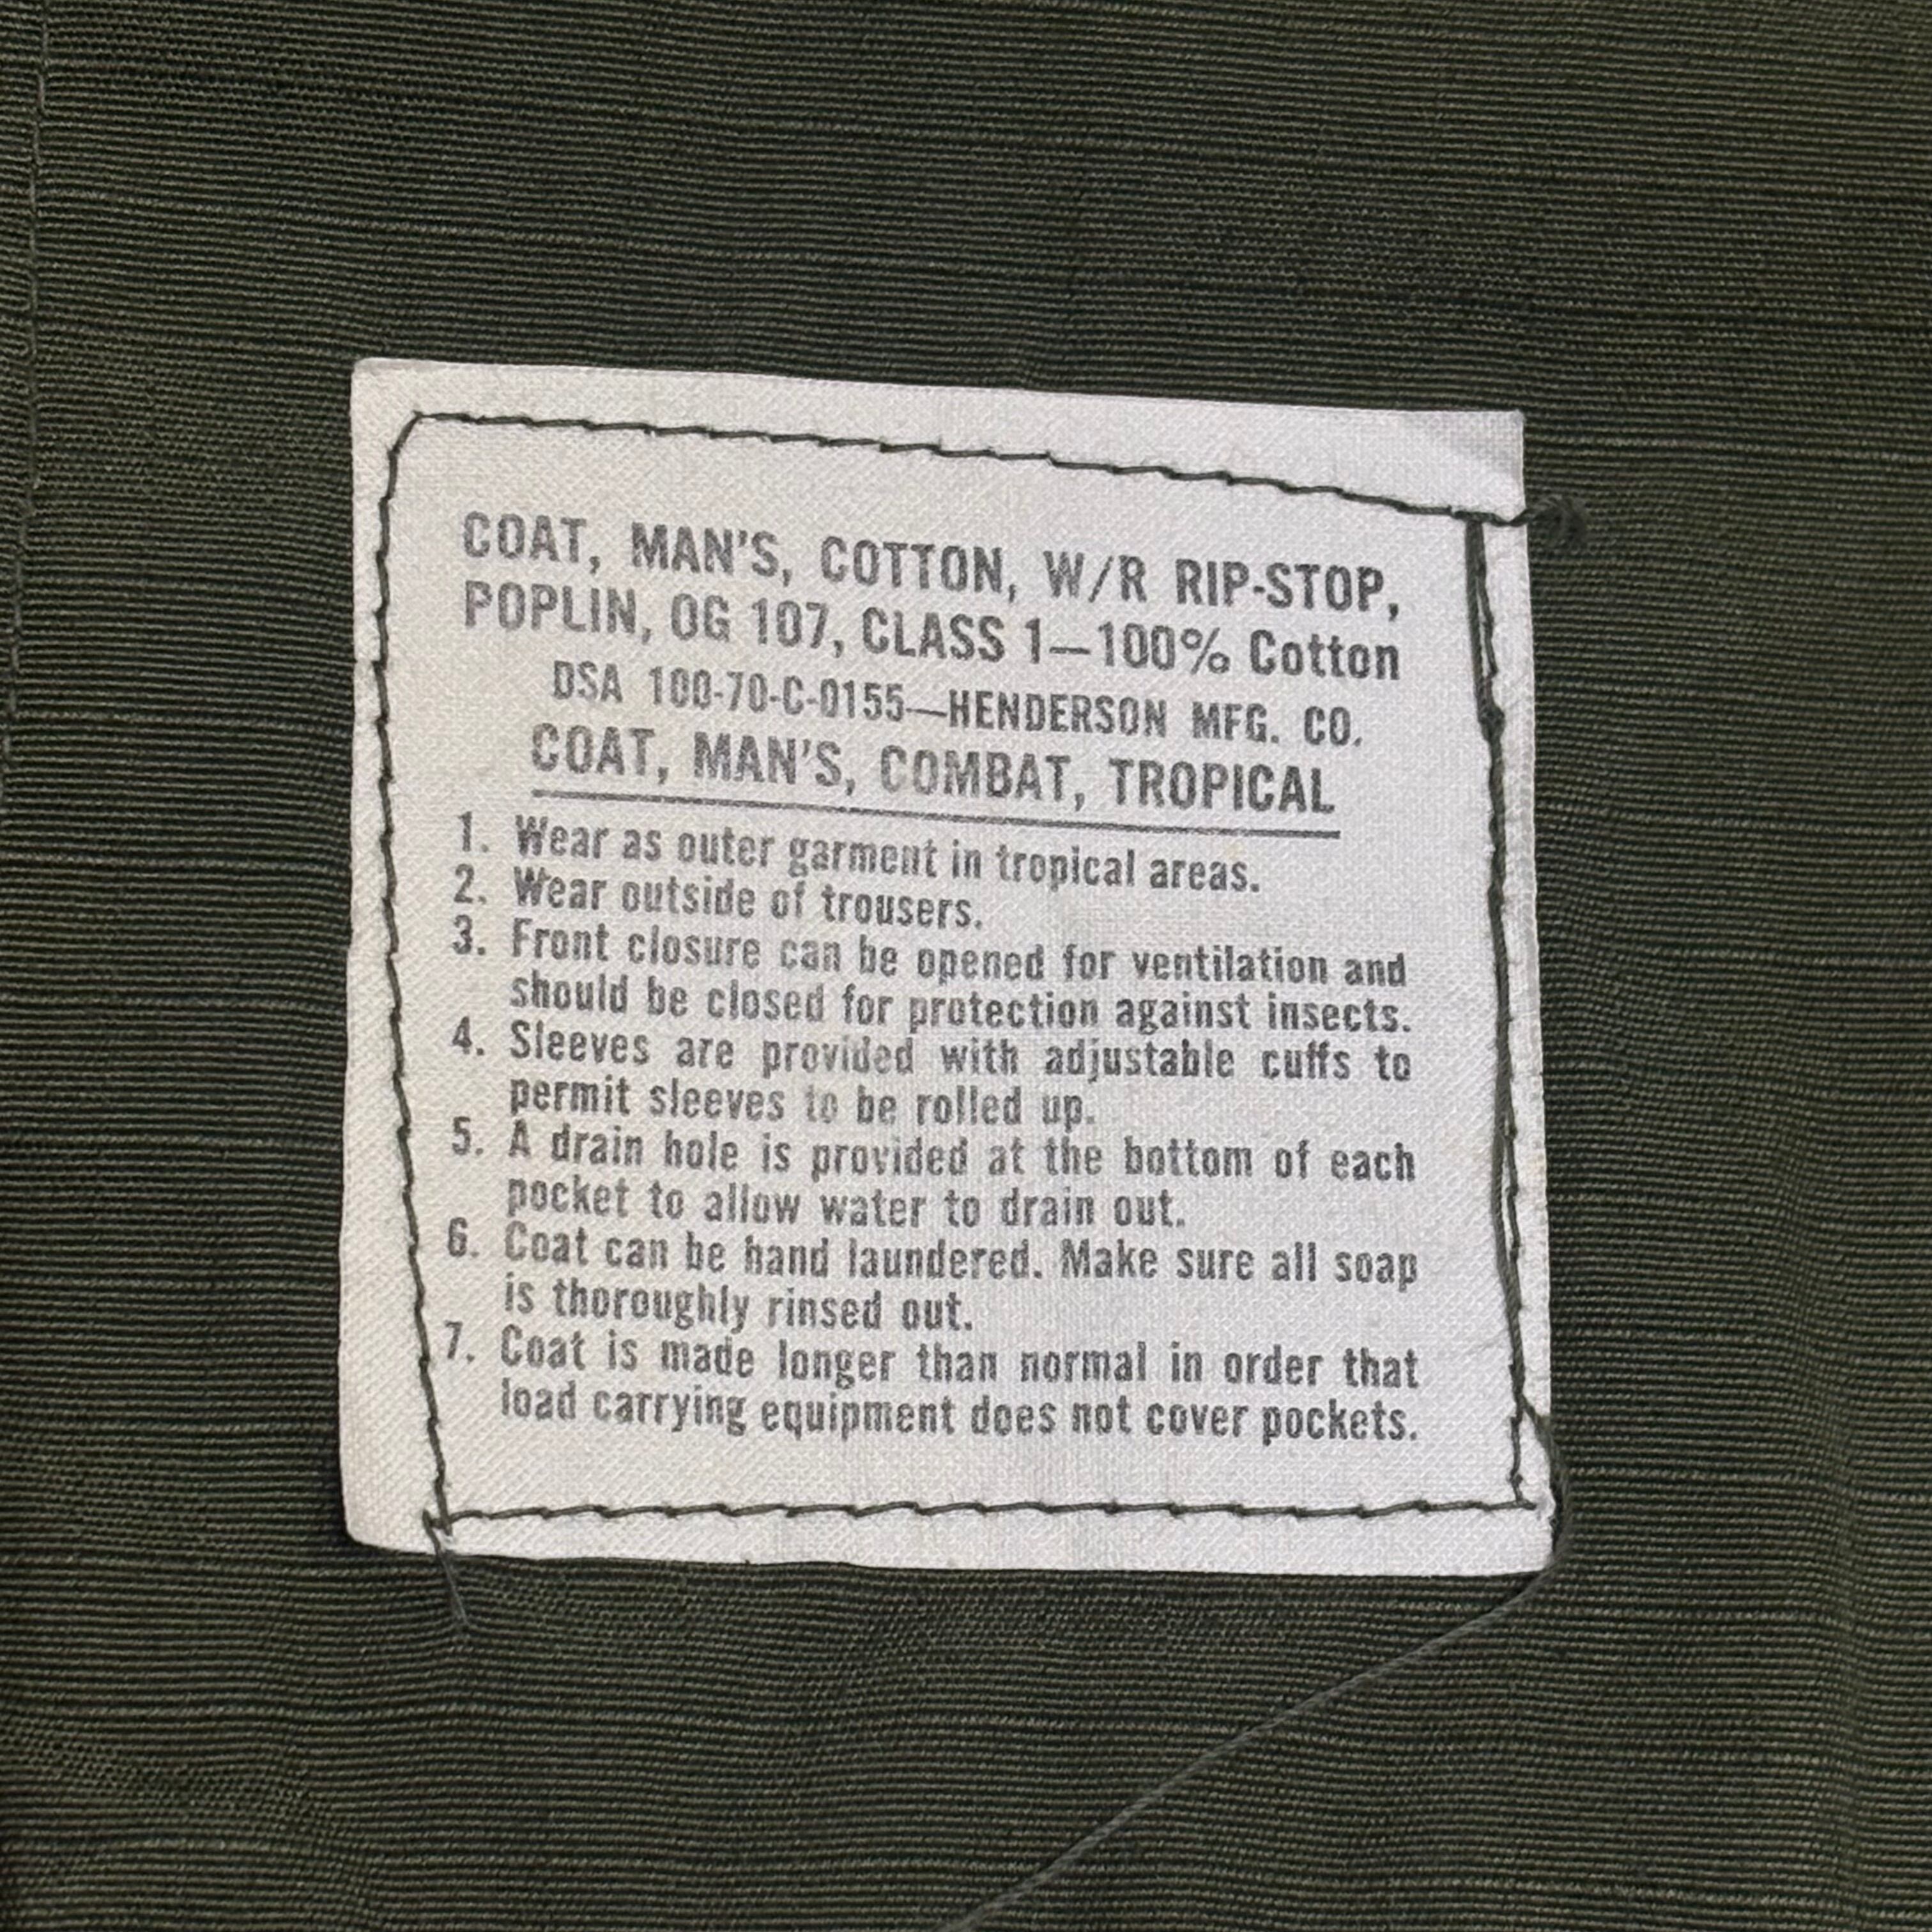 COAT, MAN'S, COTTON, W/R RIP-STOP,
POPLIN, OG 107, CLASS 1—100% Cotton
DSA 100-70-C-0155—HENDERSON MFG. CO.
COAT, MAN'S, COMBAT, TROPICAL
1. Wear as outer garment in tropical areas.
2. Wear outside of trousers.
3. Front closure can be opened for ventilation and
should be closed for protection against insects.
4. Sleeves are provided with adjustable cuffs to
permit sleeves to be rolled up.
5. A drain hole is provided at the bottom of each
pocket to allow water to drain out.
6. Coat can be hand laundered. Make sure all soap
is thoroughly rinsed out.
7. Coat is made longer than normal in order that
load carrying equipment does not cover pockets.